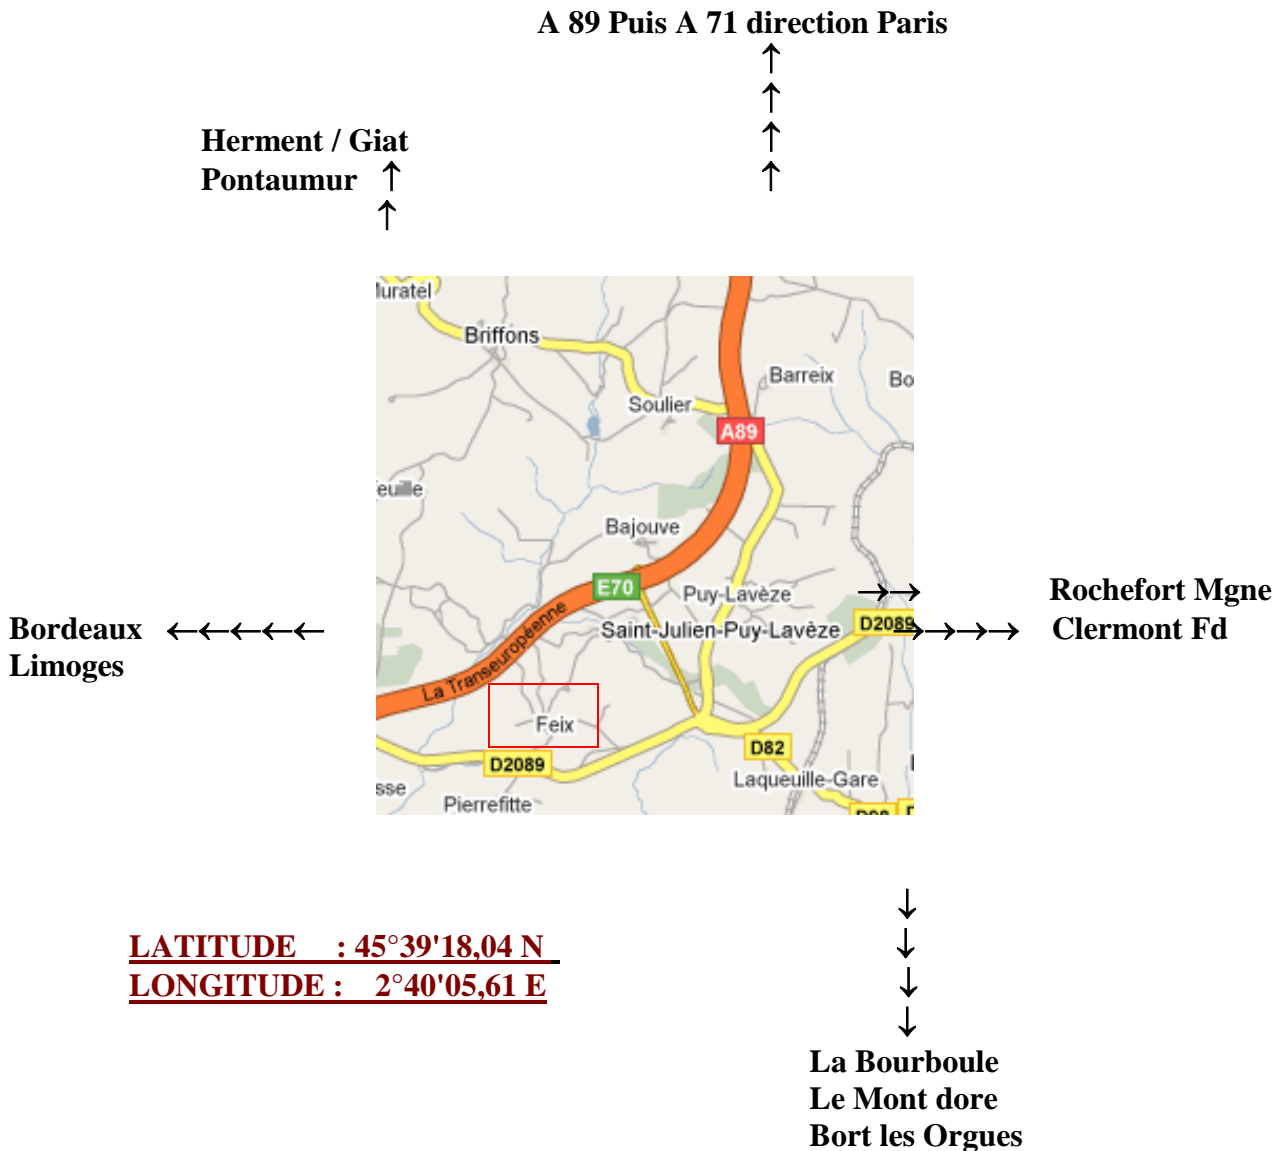 A 89 Puis A 71 direction Paris
↑
↑
↑
↑
Herment / Giat
Pontaumur ↑
↑
Muratel
Briffons
Barreix
Bo
Soulier
A89
euille
Bajouve
E70
Puy-Lavèze
→→ Rochefort Mgne
Bordeaux ←←←←←
Limoges
Saint-Julien-Puy-Lavèze
D2089
→→→→ Clermont Fd
La Transeuropéenne
Feix
D2089
D82
Laqueuille-Gare
sse
Pierrefitte
D98
↓
↓
↓
↓
LATITUDE : 45°39'18,04 N
LONGITUDE : 2°40'05,61 E
La Bourboule
Le Mont dore
Bort les Orgues